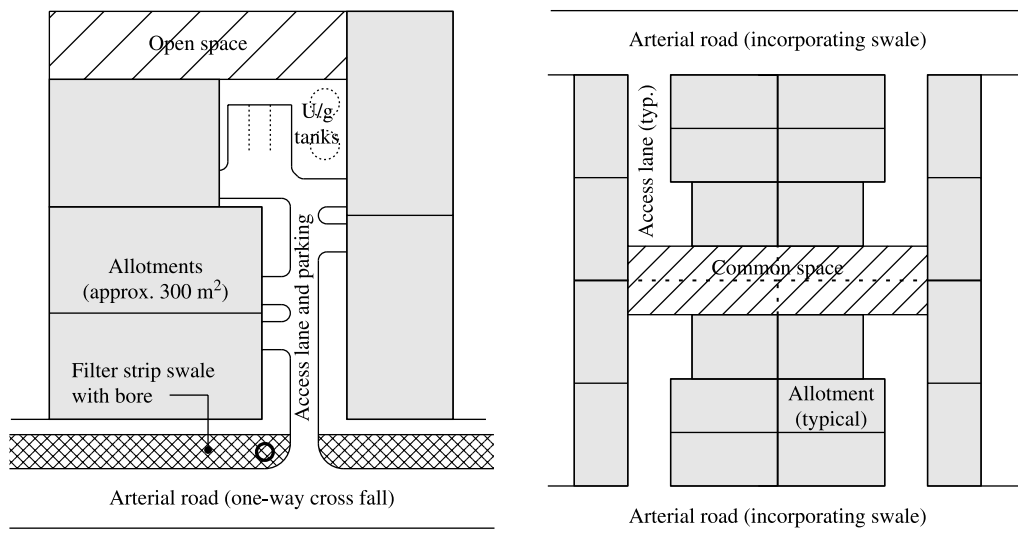 Open space
U/g
tanks
Allotments
(approx. 300 m²)
Access lane and parking
Filter strip swale
with bore
Arterial road (one-way cross fall)
Arterial road (incorporating swale)
Access lane (typ.)
Common space
Allotment
(typical)
Arterial road (incorporating swale)